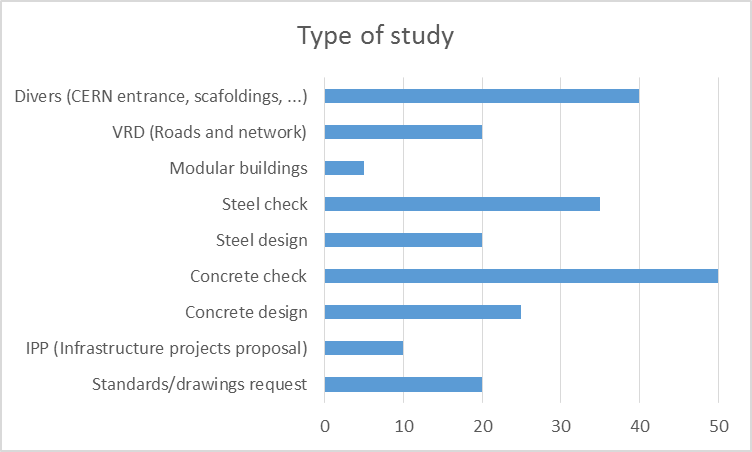 Type of study
Divers (CERN entrance, scafoldings, ...)
VRD (Roads and network)
Modular buildings
Steel check
Steel design
Concrete check
Concrete design
IPP (Infrastructure projects proposal)
Standards/drawings request
0 10 20 30 40 50